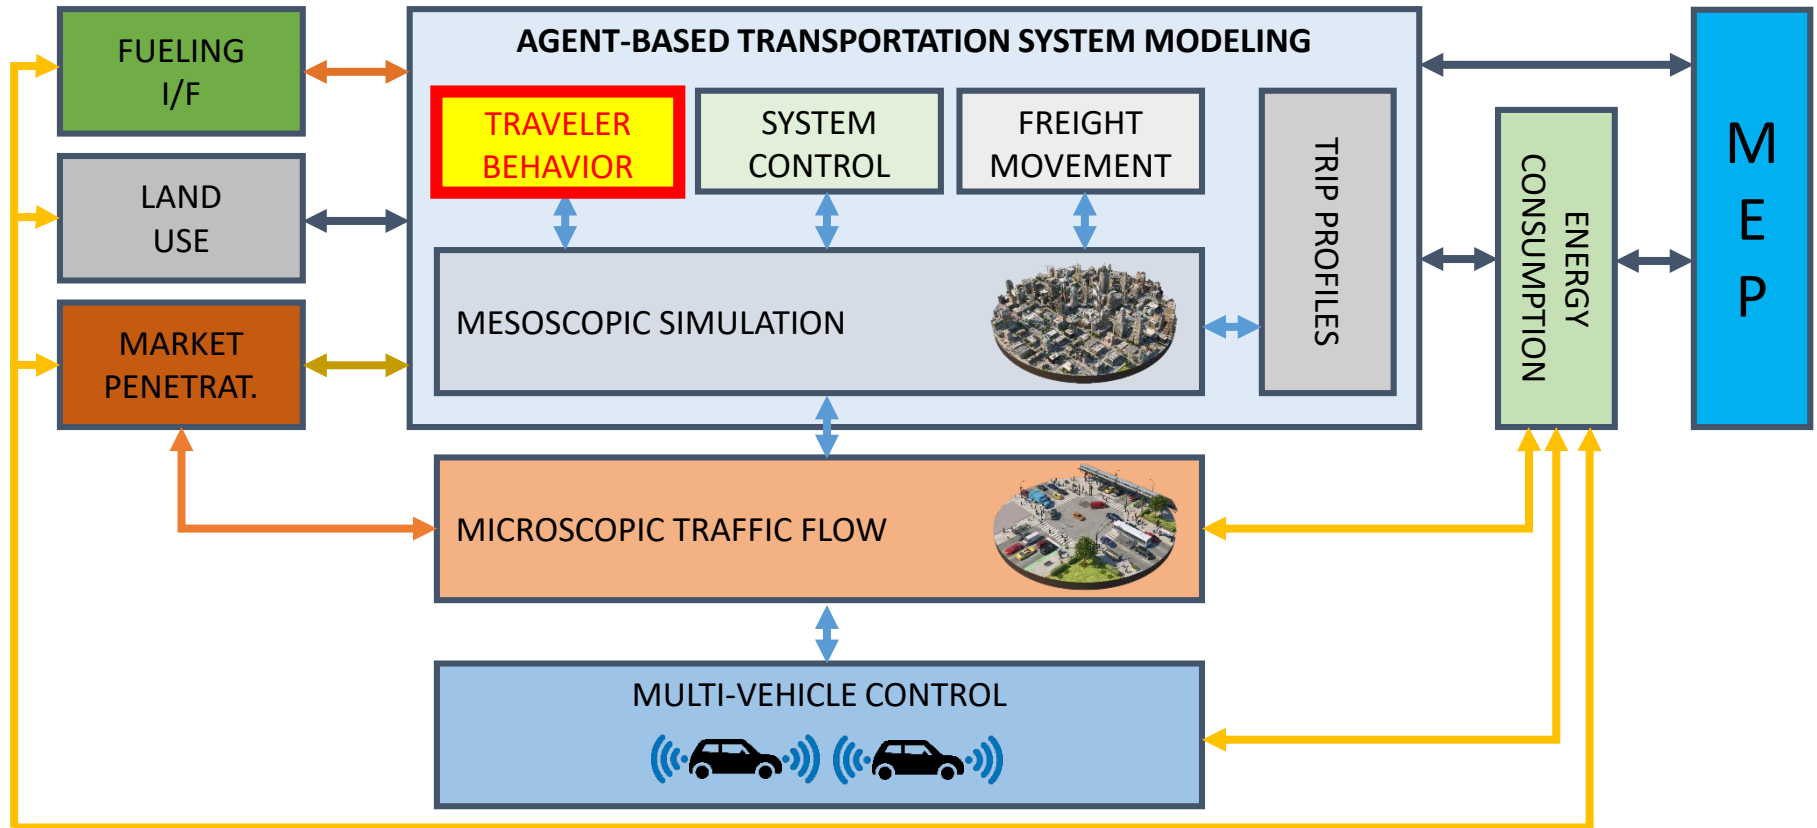 FUELING
I/F
LAND
USE
MARKET
PENETRAT.
AGENT-BASED TRANSPORTATION SYSTEM MODELING
TRAVELER
BEHAVIOR
SYSTEM
CONTROL
FREIGHT
MOVEMENT
TRIP PROFILES
MESOSCOPIC SIMULATION
MICROSCOPIC TRAFFIC FLOW
MULTI-VEHICLE CONTROL
ENERGY
CONSUMPTION
M
E
P